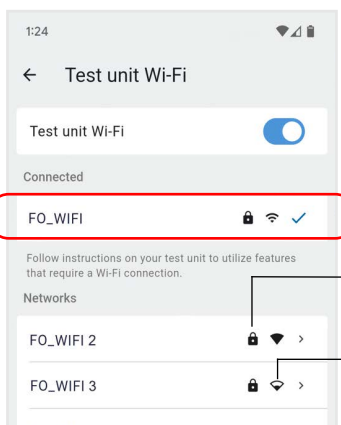 1:24
Test unit Wi-Fi
Test unit Wi-Fi
Connected
FO_WIFI
Follow instructions on your test unit to utilize features
that require a Wi-Fi connection.
Networks
FO_WIFI 2
FO_WIFI 3